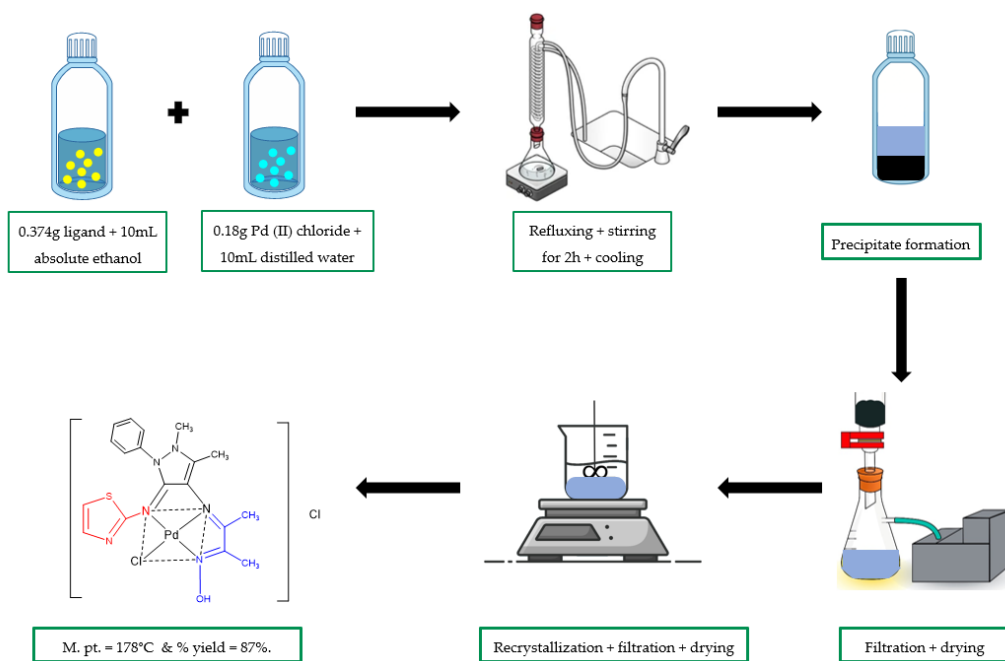 0.374g ligand + 10mL
absolute ethanol
0.18g Pd (II) chloride +
10mL distilled water
Refluxing + stirring
for 2h + cooling
Precipitate formation
CH3
N
N
CH3
S
N
N
N
Pd
Cl
N
OH
CH3
CH3
Cl
M. pt. = 178°C & % yield = 87%.
Recrystallization + filtration + drying
Filtration + drying